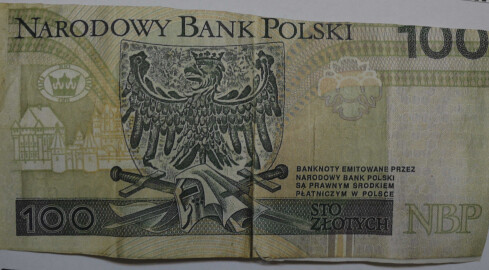 NARODOWY BANK POLSKI
100
BANKNOTY EMITOWANE PRZEZ
NARODOWY BANK POLSKI
SĄ PRAWNYM ŚRODKIEM
PŁATNICZYM W POLSCE
100
STO
ZŁOTYCH
NBP